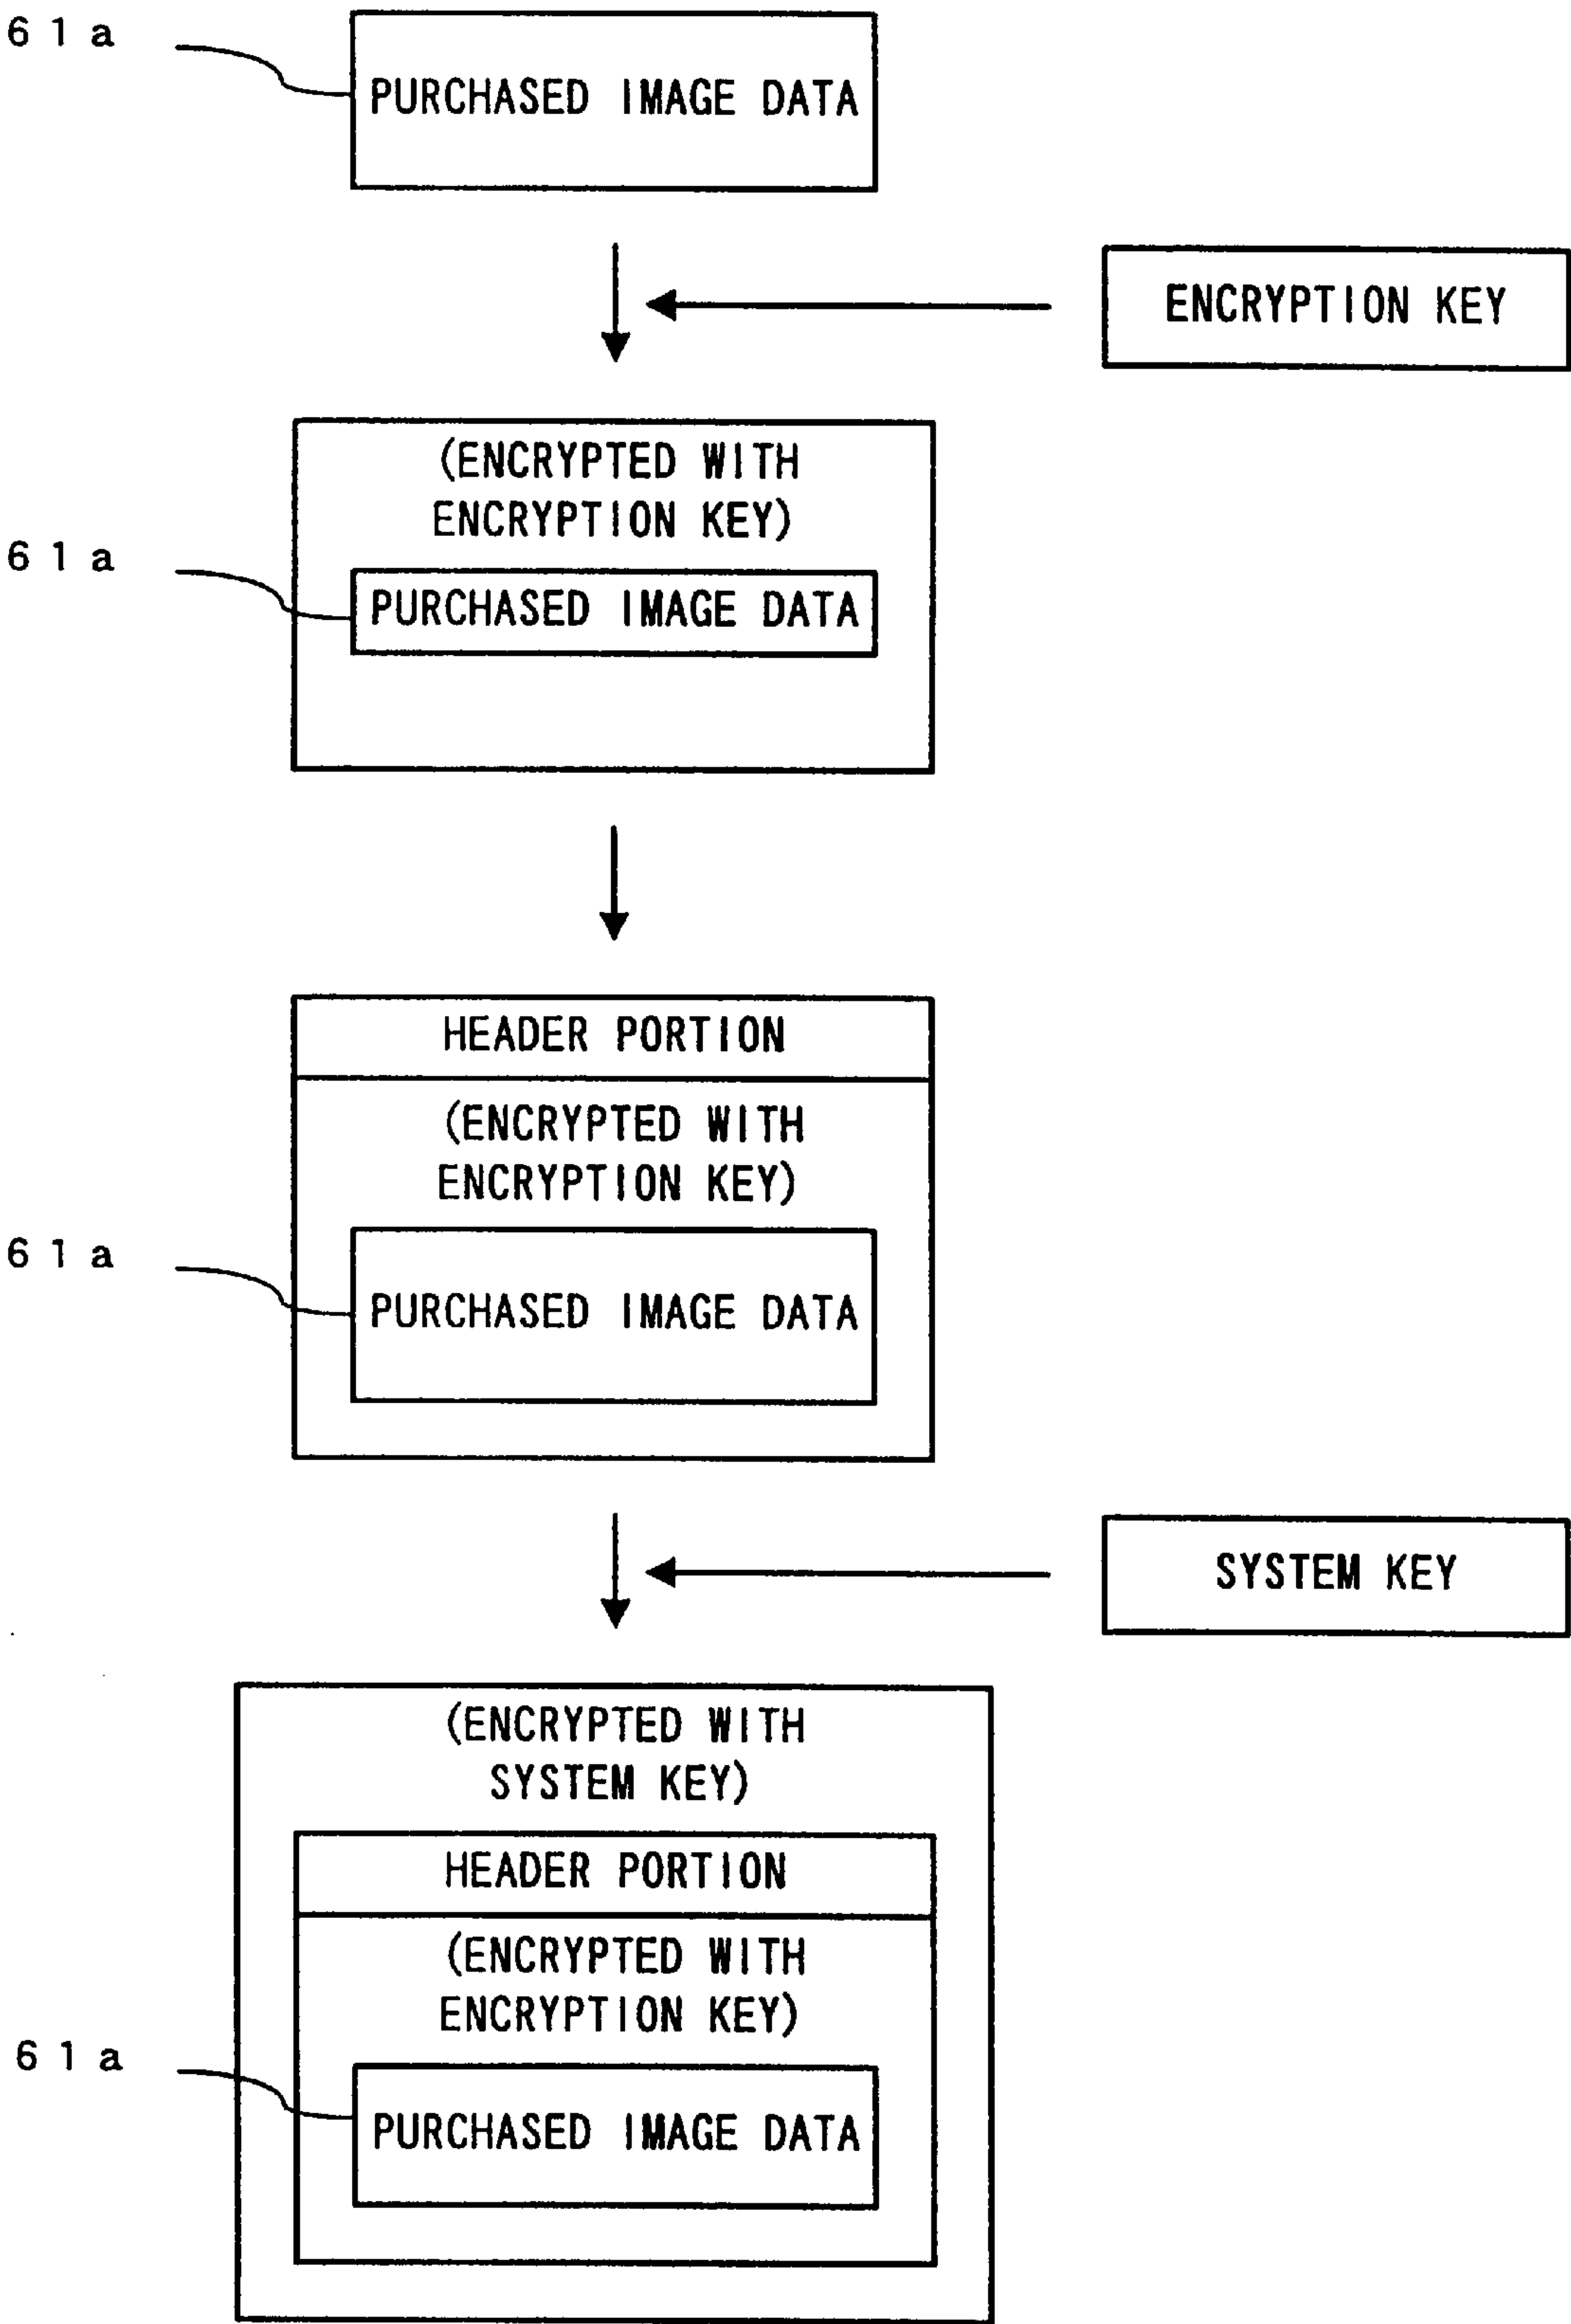 61a
PURCHASED IMAGE DATA
ENCRYPTION KEY
(ENCRYPTED WITH
ENCRYPTION KEY)
61a
PURCHASED IMAGE DATA
HEADER PORTION
(ENCRYPTED WITH
ENCRYPTION KEY)
61a
PURCHASED IMAGE DATA
SYSTEM KEY
(ENCRYPTED WITH
SYSTEM KEY)
HEADER PORTION
(ENCRYPTED WITH
ENCRYPTION KEY)
61a
PURCHASED IMAGE DATA